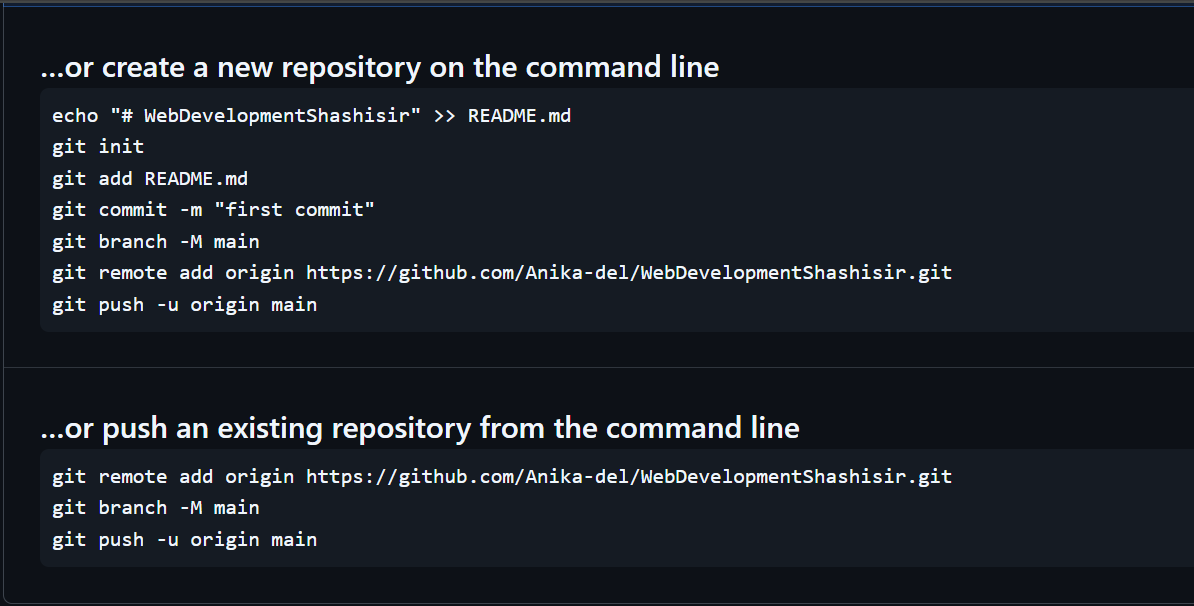 ...or create a new repository on the command line
echo "# WebDevelopmentShashisir" >> README.md
git init
git add README.md
git commit -m "first commit"
git branch -M main
git remote add origin https://github.com/Anika-del/WebDevelopmentShashisir.git
git push -u origin main
...or push an existing repository from the command line
git remote add origin https://github.com/Anika-del/WebDevelopmentShashisir.git
git branch -M main
git push -u origin main